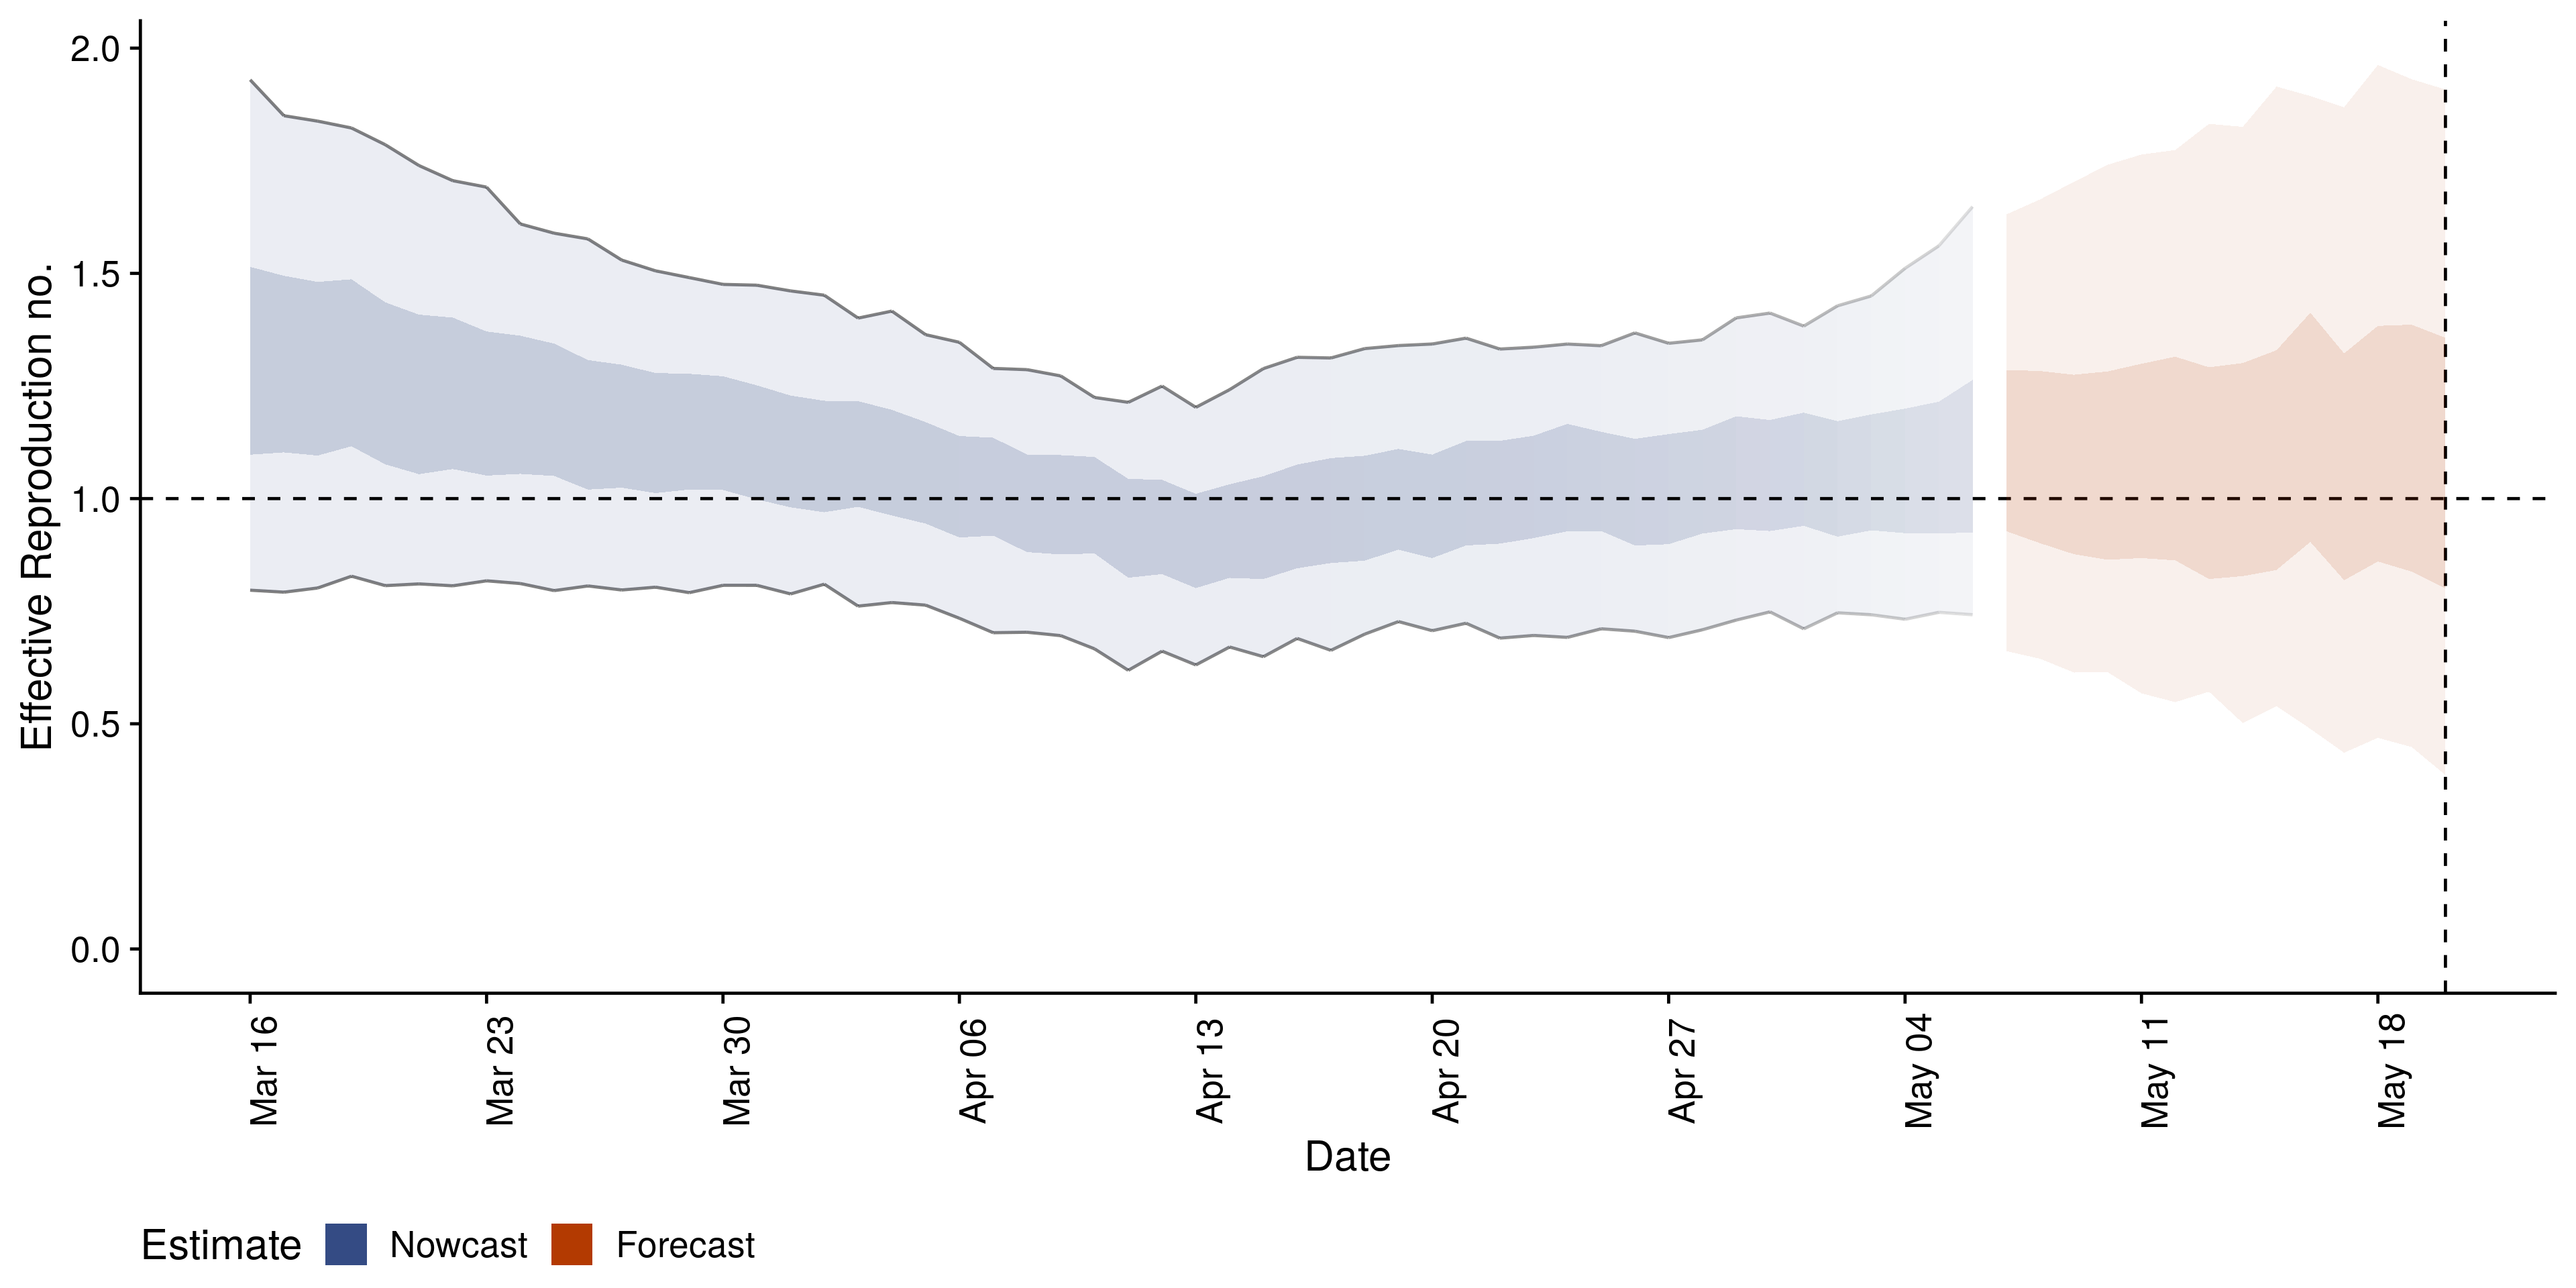 Effective Reproduction no.
2.0
1.5
1.0
0.5
0.0
Mar 16
Mar 23
Mar 30
Apr 06
Apr 13
Apr 20
Apr 27
May 04
May 11
May 18
Date
Estimate Nowcast Forecast